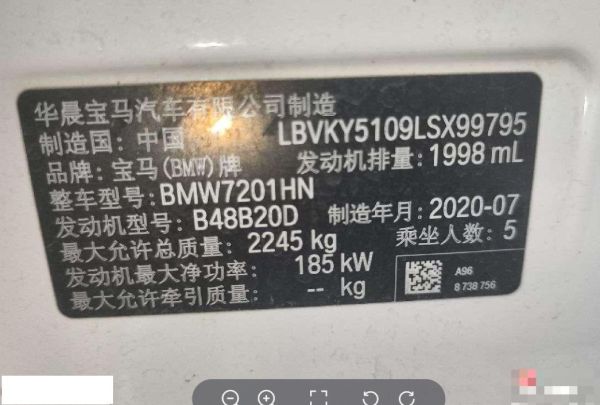 华晨宝马汽车有限公司制造
制造国：中国 LBVKY5109LSX99795
品牌：宝马(BMW)牌 发动机排量：1998 mL
整车型号：BMW7201HN
发动机型号：B48B20D 制造年月：2020-07
最大允许总质量：2245 kg 乘坐人数：5
发动机最大净功率：185 kW
最大允许牵引质量：-- kg
A96
8 738 756